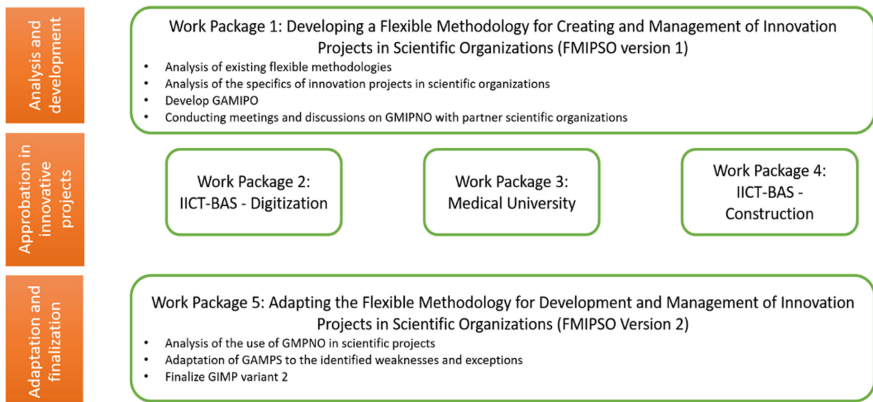 Analysis and
development
Work Package 1: Developing a Flexible Methodology for Creating and Management of Innovation
Projects in Scientific Organizations (FMIPSO version 1)
• Analysis of existing flexible methodologies
• Analysis of the specifics of innovation projects in scientific organizations
• Develop GAMIPO
• Conducting meetings and discussions on GMIPNO with partner scientific organizations
Approbation in
innovative
projects
Work Package 2:
IICT-BAS - Digitization
Work Package 3:
Medical University
Work Package 4:
IICT-BAS -
Construction
Adaptation and
finalization
Work Package 5: Adapting the Flexible Methodology for Development and Management of Innovation
Projects in Scientific Organizations (FMIPSO Version 2)
• Analysis of the use of GMPNO in scientific projects
• Adaptation of GAMPS to the identified weaknesses and exceptions
• Finalize GIMP variant 2